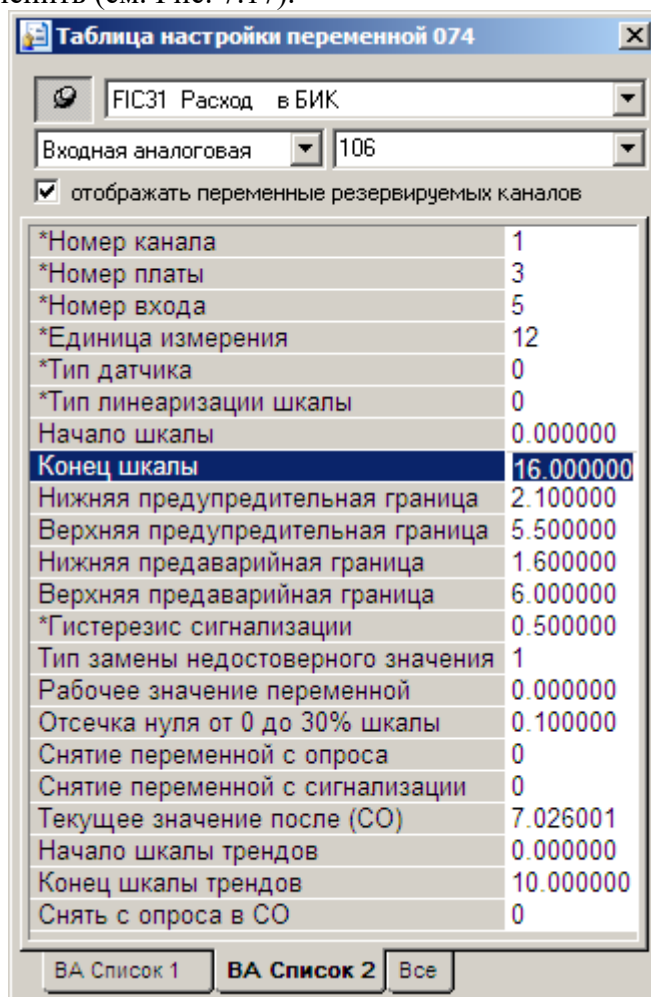 (см. Рис. 7.17).
Таблица настройки переменной 074
FIC31 Расход в БИК
Входная аналоговая 106
отображать переменные резервируемых каналов
*Номер канала 1
*Номер платы 3
*Номер входа 5
*Единица измерения 12
*Тип датчика 0
*Тип линеаризации шкалы 0
Начало шкалы 0.000000
Конец шкалы 16.000000
Нижняя предупредительная граница 2.100000
Верхняя предупредительная граница 5.500000
Нижняя предаварийная граница 1.600000
Верхняя предаварийная граница 6.000000
*Гистерезис сигнализации 0.500000
Тип замены недостоверного значения 1
Рабочее значение переменной 0.000000
Отсечка нуля от 0 до 30% шкалы 0.100000
Снятие переменной с опроса 0
Снятие переменной с сигнализации 0
Текущее значение после (СО) 7.026001
Начало шкалы трендов 0.000000
Конец шкалы трендов 10.000000
Снять с опроса в СО 0
ВА Список 1 ВА Список 2 Все